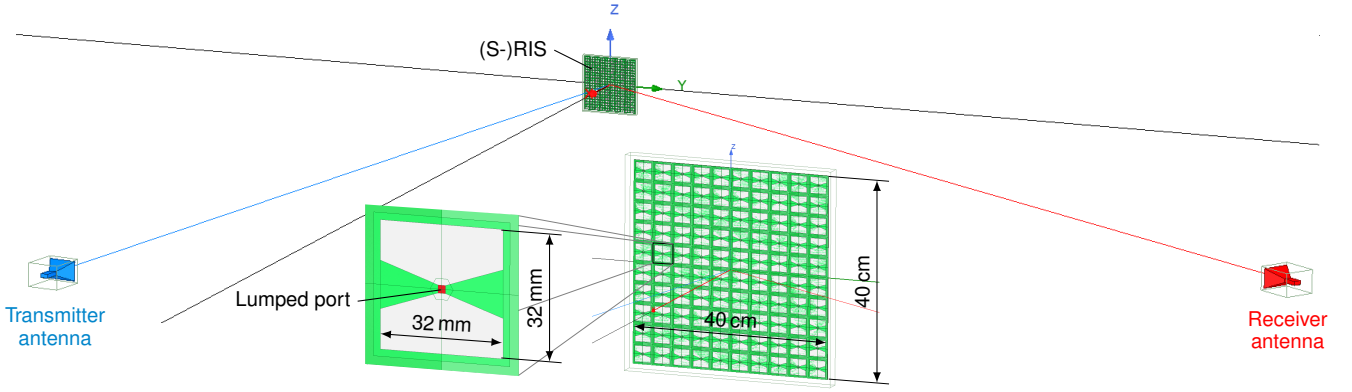 Z
(S-)RIS
Y
z
Lumped port
32 mm
32 mm
40 cm
40 cm
Transmitter
antenna
Receiver
antenna